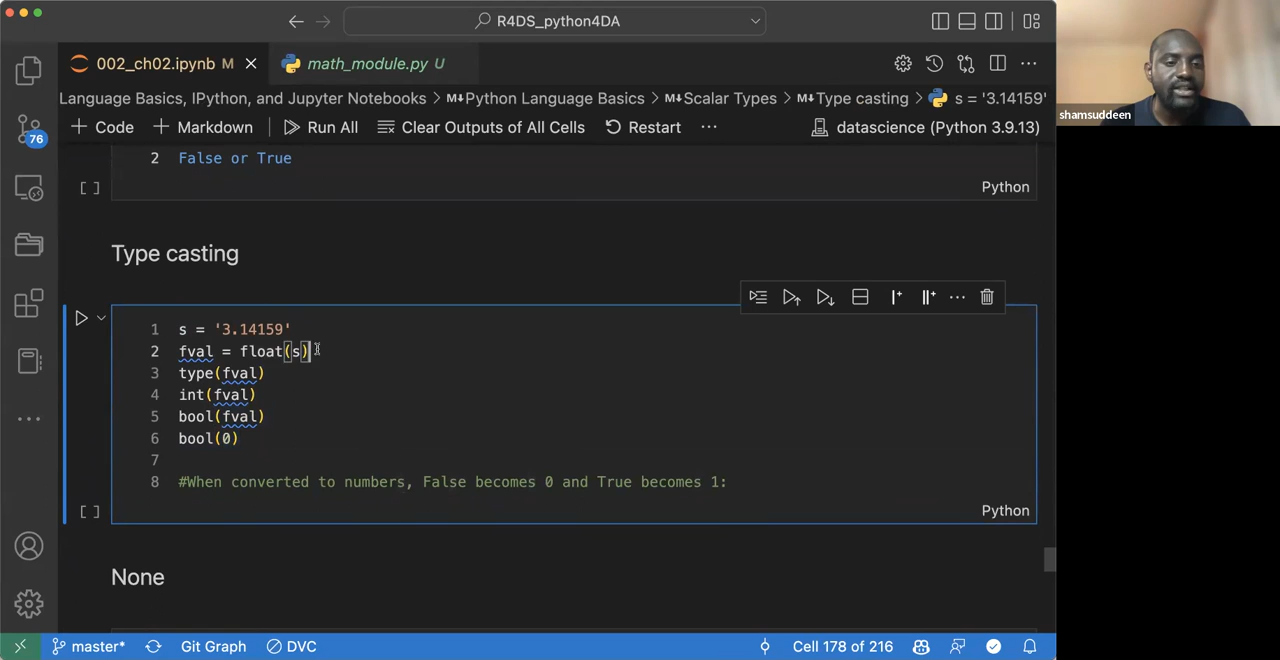 R4DS_python4DA
002_ch02.ipynb M
math_module.py U
Language Basics, IPython, and Jupyter Notebooks > M↓Python Language Basics > M↓Scalar Types > M↓Type casting > s = '3.14159'
+ Code + Markdown Run All Clear Outputs of All Cells Restart ... datascience (Python 3.9.13)
76
2 False or True
[ ]
Python
Type casting
1 s = '3.14159'
2 fval = float(s)
3 type(fval)
4 int(fval)
5 bool(fval)
6 bool(0)
7
8 #When converted to numbers, False becomes 0 and True becomes 1:
[ ]
Python
None
master* Git Graph DVC Cell 178 of 216
shamsuddeen